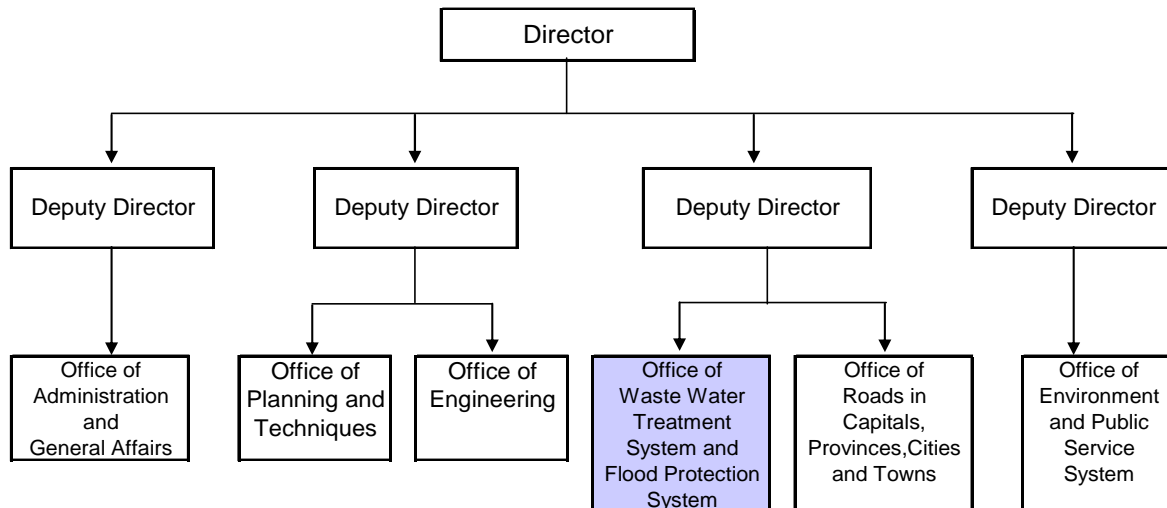 Director
Deputy Director
Deputy Director
Deputy Director
Deputy Director
Office of
Administration
and
General Affairs
Office of
Planning and
Techniques
Office of
Engineering
Office of
Waste Water
Treatment
System and
Flood Protection
System
Office of
Roads in
Capitals,
Provinces,Cities
and Towns
Office of
Environment
and Public
Service
System